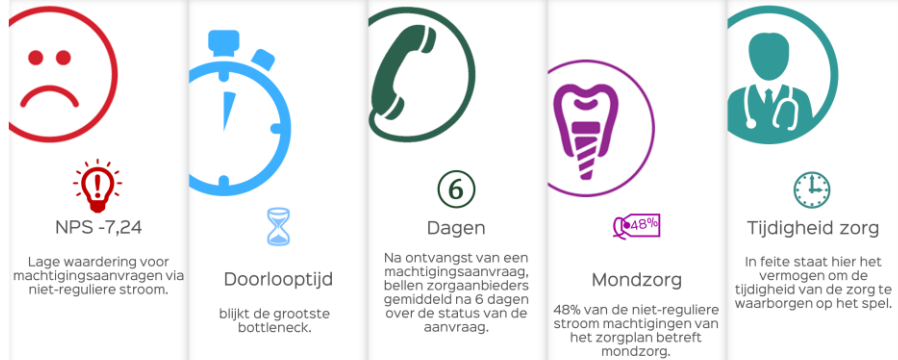 NPS -7,24
Lage waardering voor
machtigingsaanvragen via
niet-reguliere stroom.
Doorlooptijd
blijkt de grootste
bottleneck.
6
Dagen
Na ontvangst van een
machtigingsaanvraag,
bellen zorgaanbieders
gemiddeld na 6 dagen
over de status van de
aanvraag.
48%
Mondzorg
48% van de niet-reguliere
stroom machtigingen van
het zorgplan betreft
mondzorg.
Tijdigheid zorg
In feite staat hier het
vermogen om de
tijdigheid van de zorg te
waarborgen op het spel.